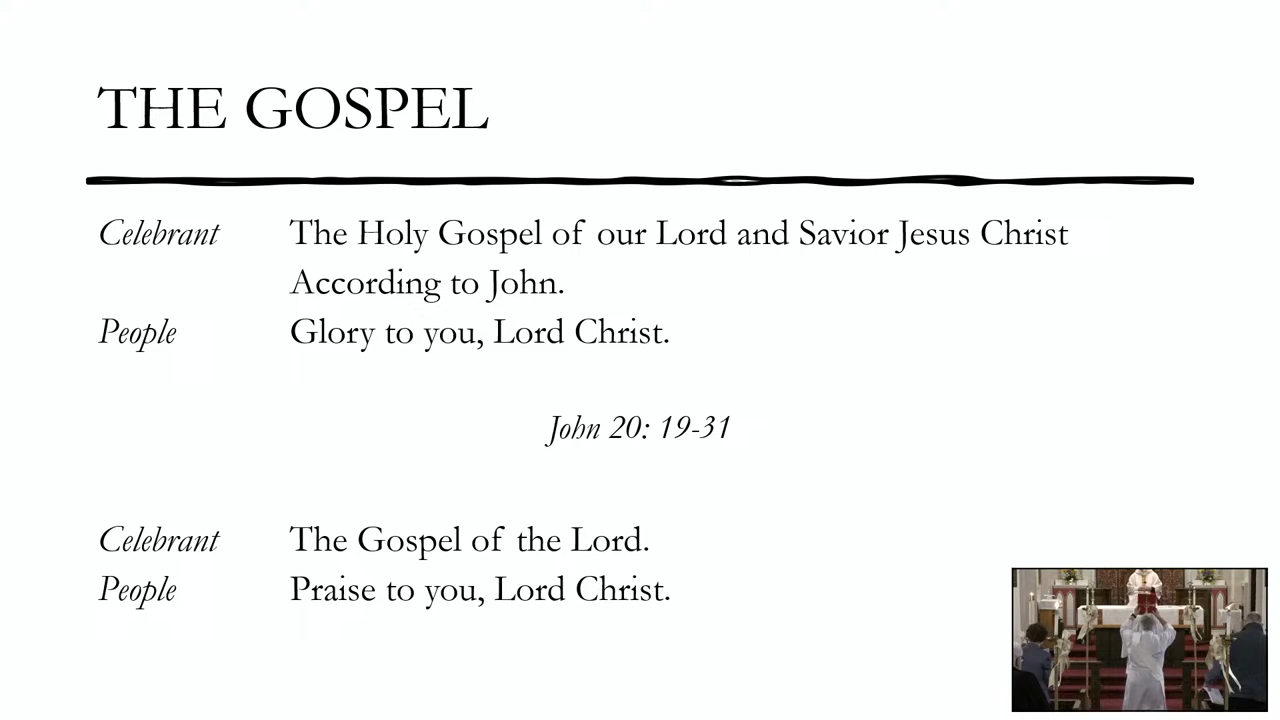 THE GOSPEL
Celebrant The Holy Gospel of our Lord and Savior Jesus Christ
According to John.
People Glory to you, Lord Christ.
John 20: 19-31
Celebrant The Gospel of the Lord.
People Praise to you, Lord Christ.